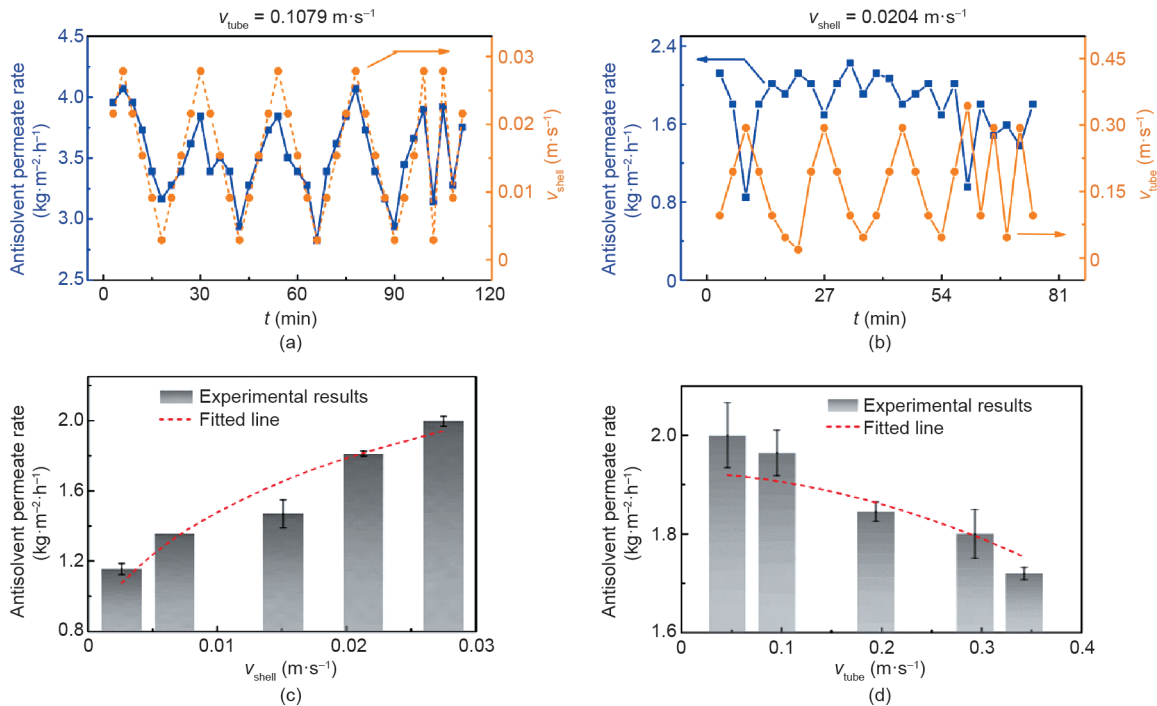 v_tube = 0.1079 m·s⁻¹
4.5
4.0
3.5
3.0
2.5
Antisolvent permeate rate
(kg·m⁻²·h⁻¹)
0.03
0.02
0.01
0
v_shell (m·s⁻¹)
0 30 60 90 120
t (min)
(a)
v_shell = 0.0204 m·s⁻¹
2.4
1.6
0.8
0
Antisolvent permeate rate
(kg·m⁻²·h⁻¹)
0.45
0.30
0.15
0
v_tube (m·s⁻¹)
0 27 54 81
t (min)
(b)
Experimental results
Fitted line
2.0
1.6
1.2
0.8
Antisolvent permeate rate
(kg·m⁻²·h⁻¹)
0 0.01 0.02 0.03
v_shell (m·s⁻¹)
(c)
Experimental results
Fitted line
2.0
1.8
1.6
Antisolvent permeate rate
(kg·m⁻²·h⁻¹)
0 0.1 0.2 0.3 0.4
v_tube (m·s⁻¹)
(d)